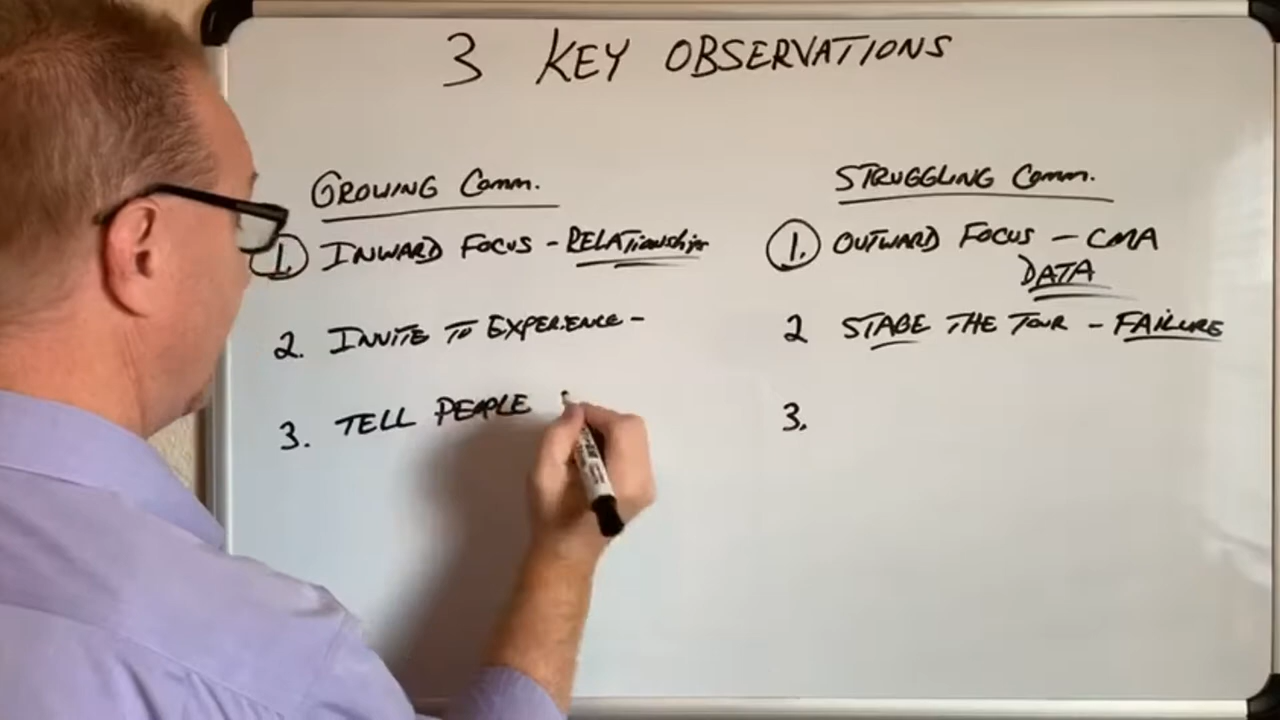 3 KEY OBSERVATIONS
GROWING Comm.
1. INWARD FOCUS - RELATIONSHIPS
2. INVITE TO EXPERIENCE -
3. TELL PEOPLE
STRUGGLING Comm.
1. OUTWARD FOCUS - CMA
DATA
2 STAGE THE TOUR - FAILURE
3.